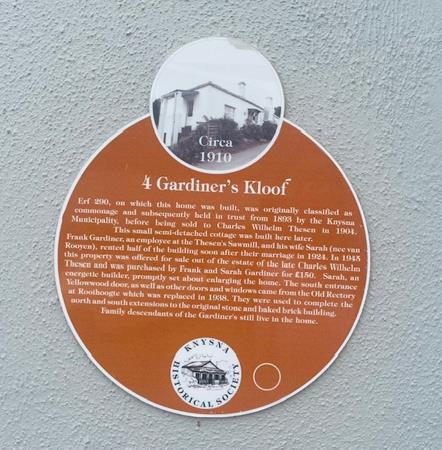 Circa
1910
4 Gardiner's Kloof
Erf 290, on which this home was built, was originally classified as
commonage and subsequently held in trust from 1893 by the Knysna
Municipality, before being sold to Charles Wilhelm Thesen in 1904.
This small semi-detached cottage was built here later.
Frank Gardiner, an employee at the Thesen's Sawmill, and his wife Sarah (nee van
Rooyen), rented half of the building soon after their marriage in 1924. In 1945
this property was offered for sale out of the estate of the late Charles Wilhelm
Thesen and was purchased by Frank and Sarah Gardiner for £150. Sarah, an
energetic builder, promptly set about enlarging the home. The south entrance
Yellowwood door, as well as other doors and windows came from the Old Rectory
at Roothoogte which was replaced in 1938. They were used to complete the
north and south extensions to the original stone and baked brick building.
Family descendants of the Gardiner's still live in the home.
KNYSNA
HISTORICAL SOCIETY